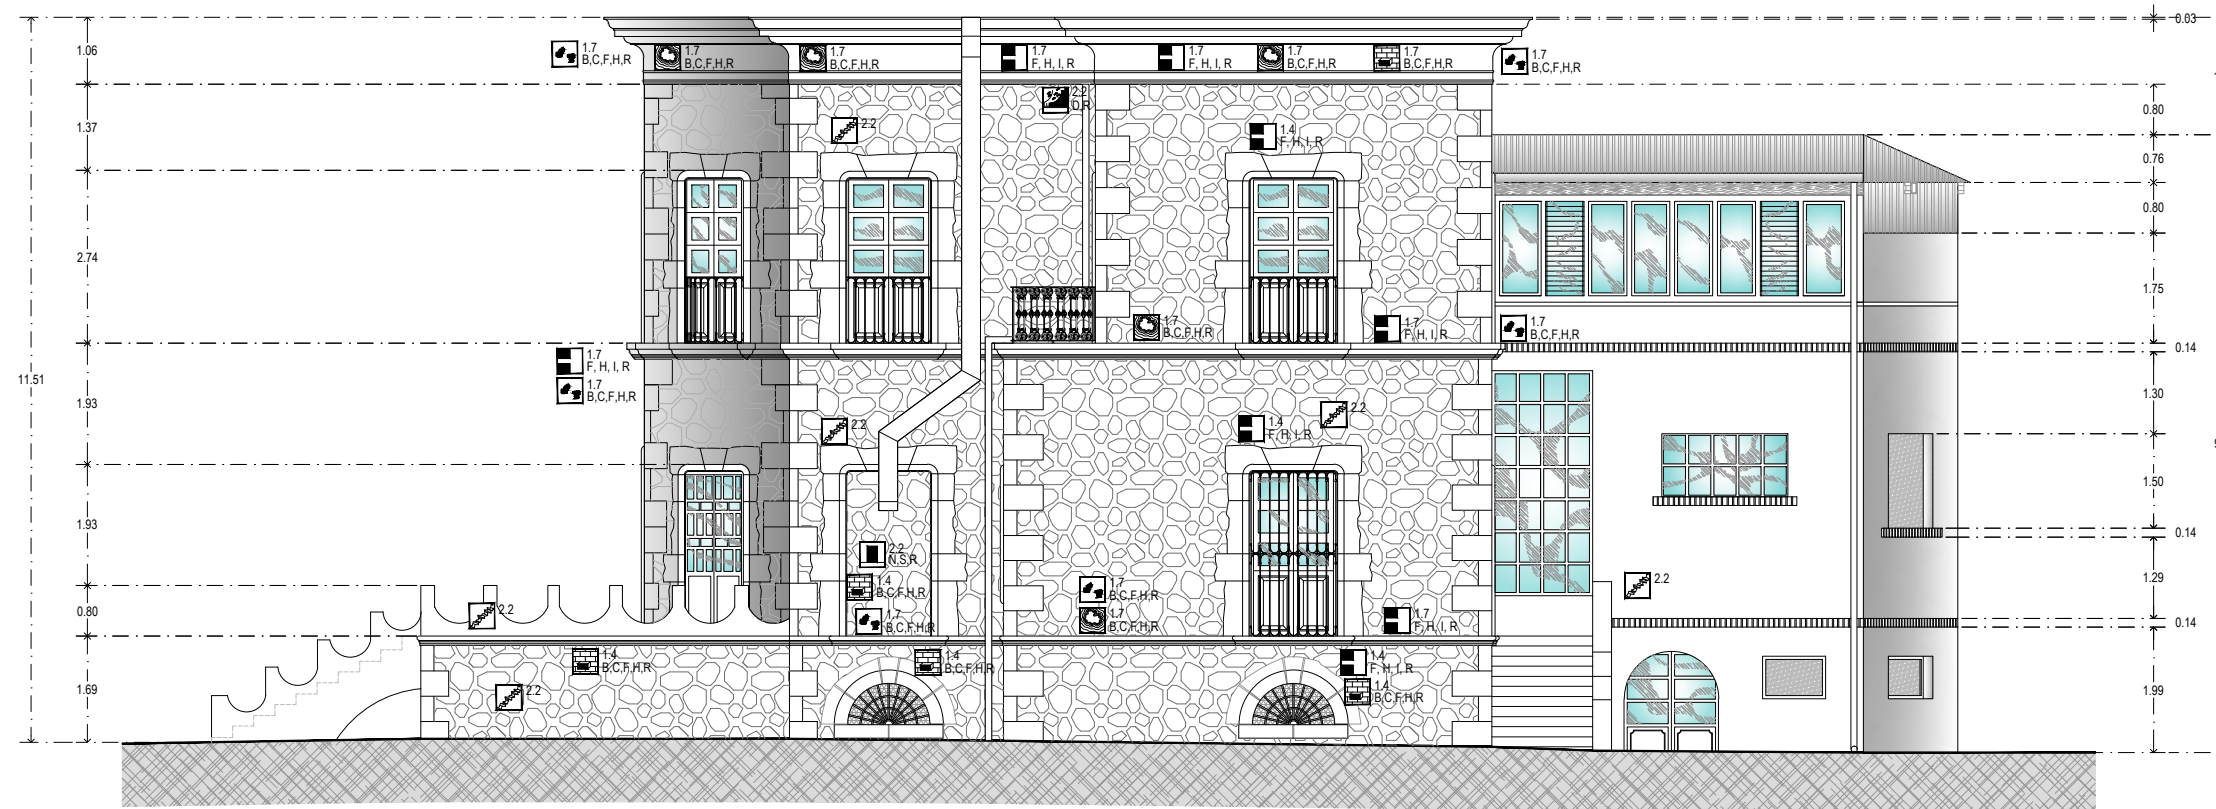 0.03
1.06
1.7
B,C,F,H,R
1.7
B,C,F,H,R
1.7
B,C,F,H,R
1.7
F, H, I, R
1.7
F, H, I, R
1.7
B,C,F,H,R
1.7
B,C,F,H,R
1.7
B,C,F,H,R
2.2
O,R
0.80
1.37
2.2
1.4
F, H, I, R
0.76
0.80
2.74
1.75
1.7
B,C,F,H,R
1.7
F, H, I, R
1.7
B,C,F,H,R
0.14
1.7
F, H, I, R
11.51
1.7
B,C,F,H,R
1.30
1.93
2.2
1.4
F, H, I, R
2.2
1.50
1.93
0.14
2.2
N,S,R
1.4
B,C,F,H,R
1.7
B,C,F,H,R
2.2
1.29
0.80
2.2
1.7
B,C,F,H,R
1.7
B,C,F,H,R
1.7
F, H, I, R
0.14
1.4
B,C,F,H,R
1.4
B,C,F,H,R
1.4
F, H, I, R
1.69
2.2
1.4
B,C,F,H,R
1.99